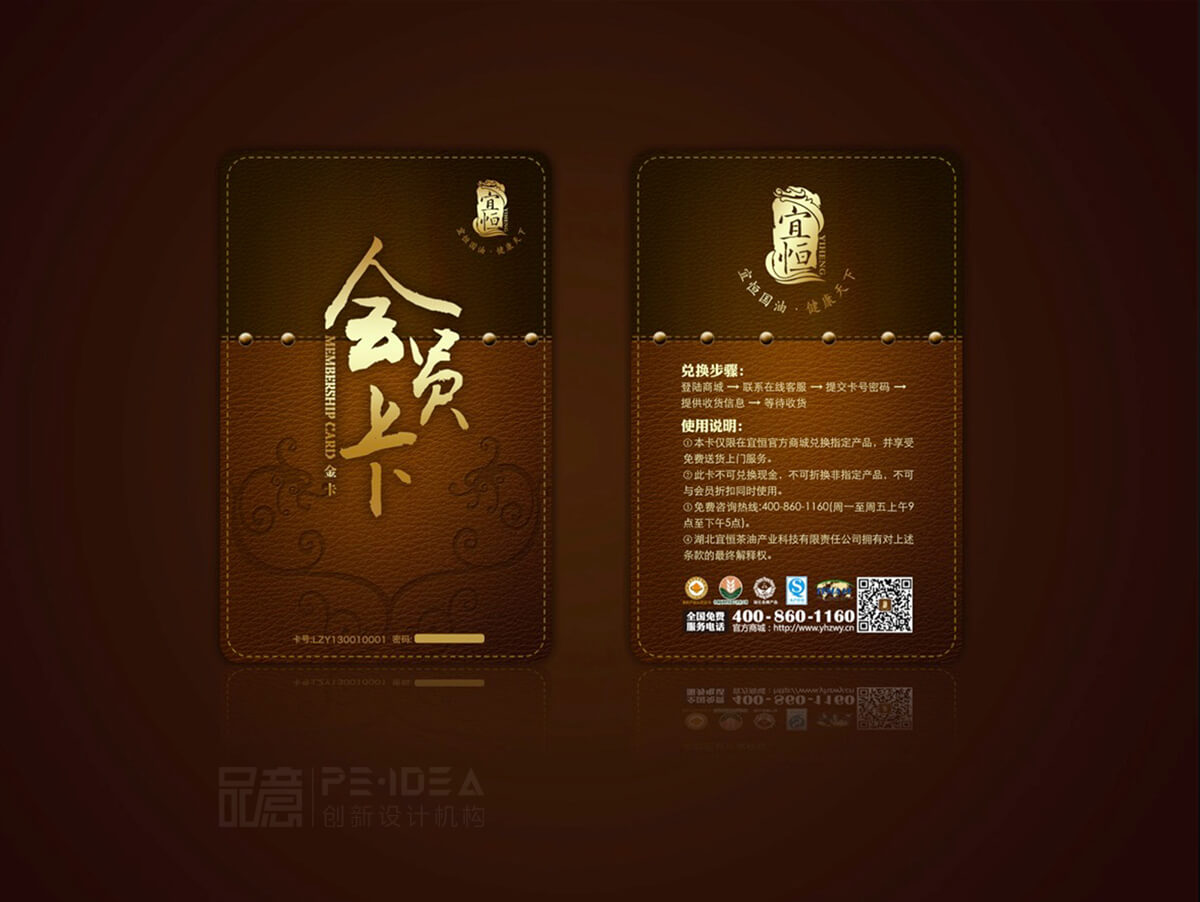 宜恒
YIHENG
宜恒国油·健康天下
会员卡
MEMBERSHIP CARD 金卡
卡号:LZY130010001 密码:
宜恒
YIHENG
宜恒国油·健康天下
兑换步骤：
登陆商城→联系在线客服→提交卡号密码→
提供收货信息→等待收货
使用说明：
①本卡仅限在宜恒官方商城兑换指定产品，并享受
免费送货上门服务。
②此卡不可兑换现金，不可折换非指定产品，不可
与会员折扣同时使用。
③免费咨询热线:400-860-1160(周一至周五上午9
点至下午5点)。
④湖北宜恒茶油产业科技有限责任公司拥有对上述
条款的最终解释权。
全国免费
服务电话
400-860-1160
官方商城：http://www.yhzwy.cn
品意
PE·IDEA
创新设计机构